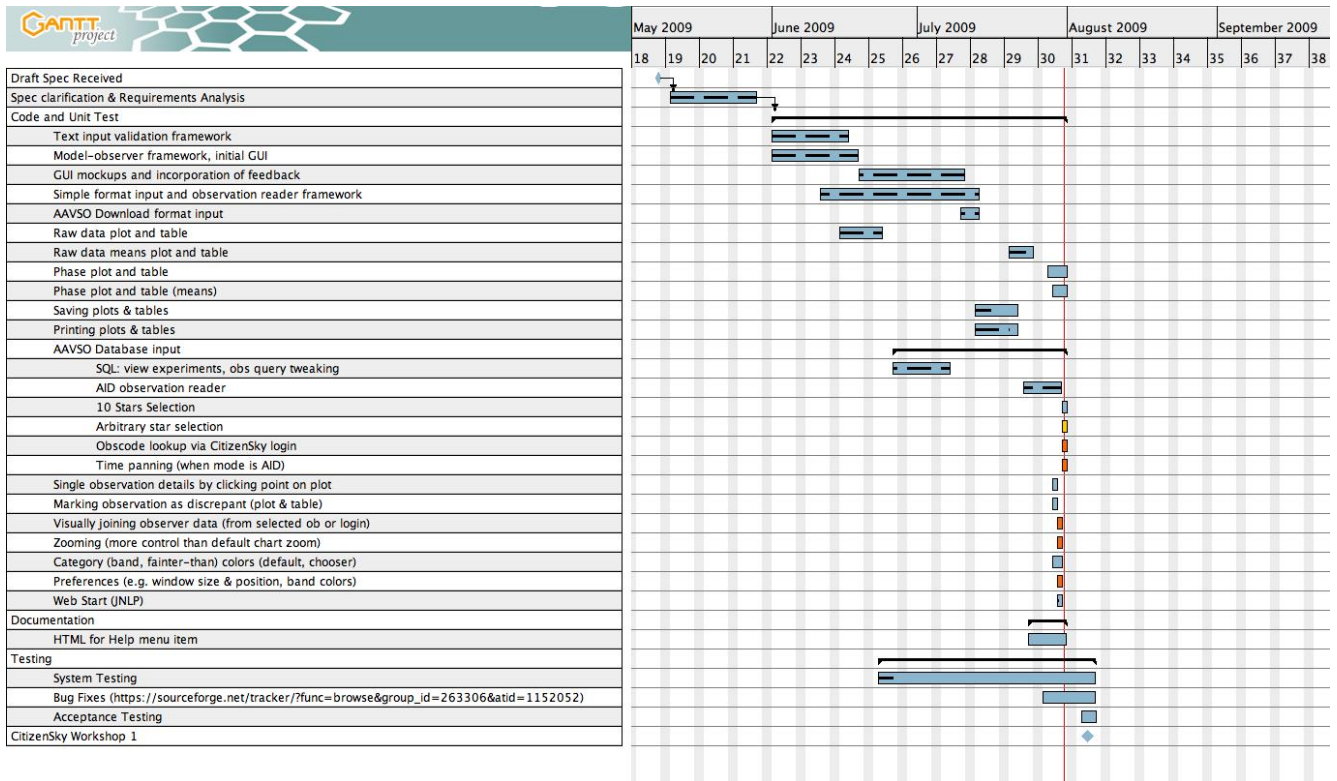 GANTT
project
May 2009 June 2009 July 2009 August 2009 September 2009
18 19 20 21 22 23 24 25 26 27 28 29 30 31 32 33 34 35 36 37 38
Draft Spec Received
Spec clarification & Requirements Analysis
Code and Unit Test
Text input validation framework
Model-observer framework, initial GUI
GUI mockups and incorporation of feedback
Simple format input and observation reader framework
AAVSO Download format input
Raw data plot and table
Raw data means plot and table
Phase plot and table
Phase plot and table (means)
Saving plots & tables
Printing plots & tables
AAVSO Database input
SQL: view experiments, obs query tweaking
AID observation reader
10 Stars Selection
Arbitrary star selection
Obscode lookup via CitizenSky login
Time panning (when mode is AID)
Single observation details by clicking point on plot
Marking observation as discrepant (plot & table)
Visually joining observer data (from selected ob or login)
Zooming (more control than default chart zoom)
Category (band, fainter-than) colors (default, chooser)
Preferences (e.g. window size & position, band colors)
Web Start (JNLP)
Documentation
HTML for Help menu item
Testing
System Testing
Bug Fixes (https://sourceforge.net/tracker/?func=browse&group_id=263306&atid=1152052)
Acceptance Testing
CitizenSky Workshop 1